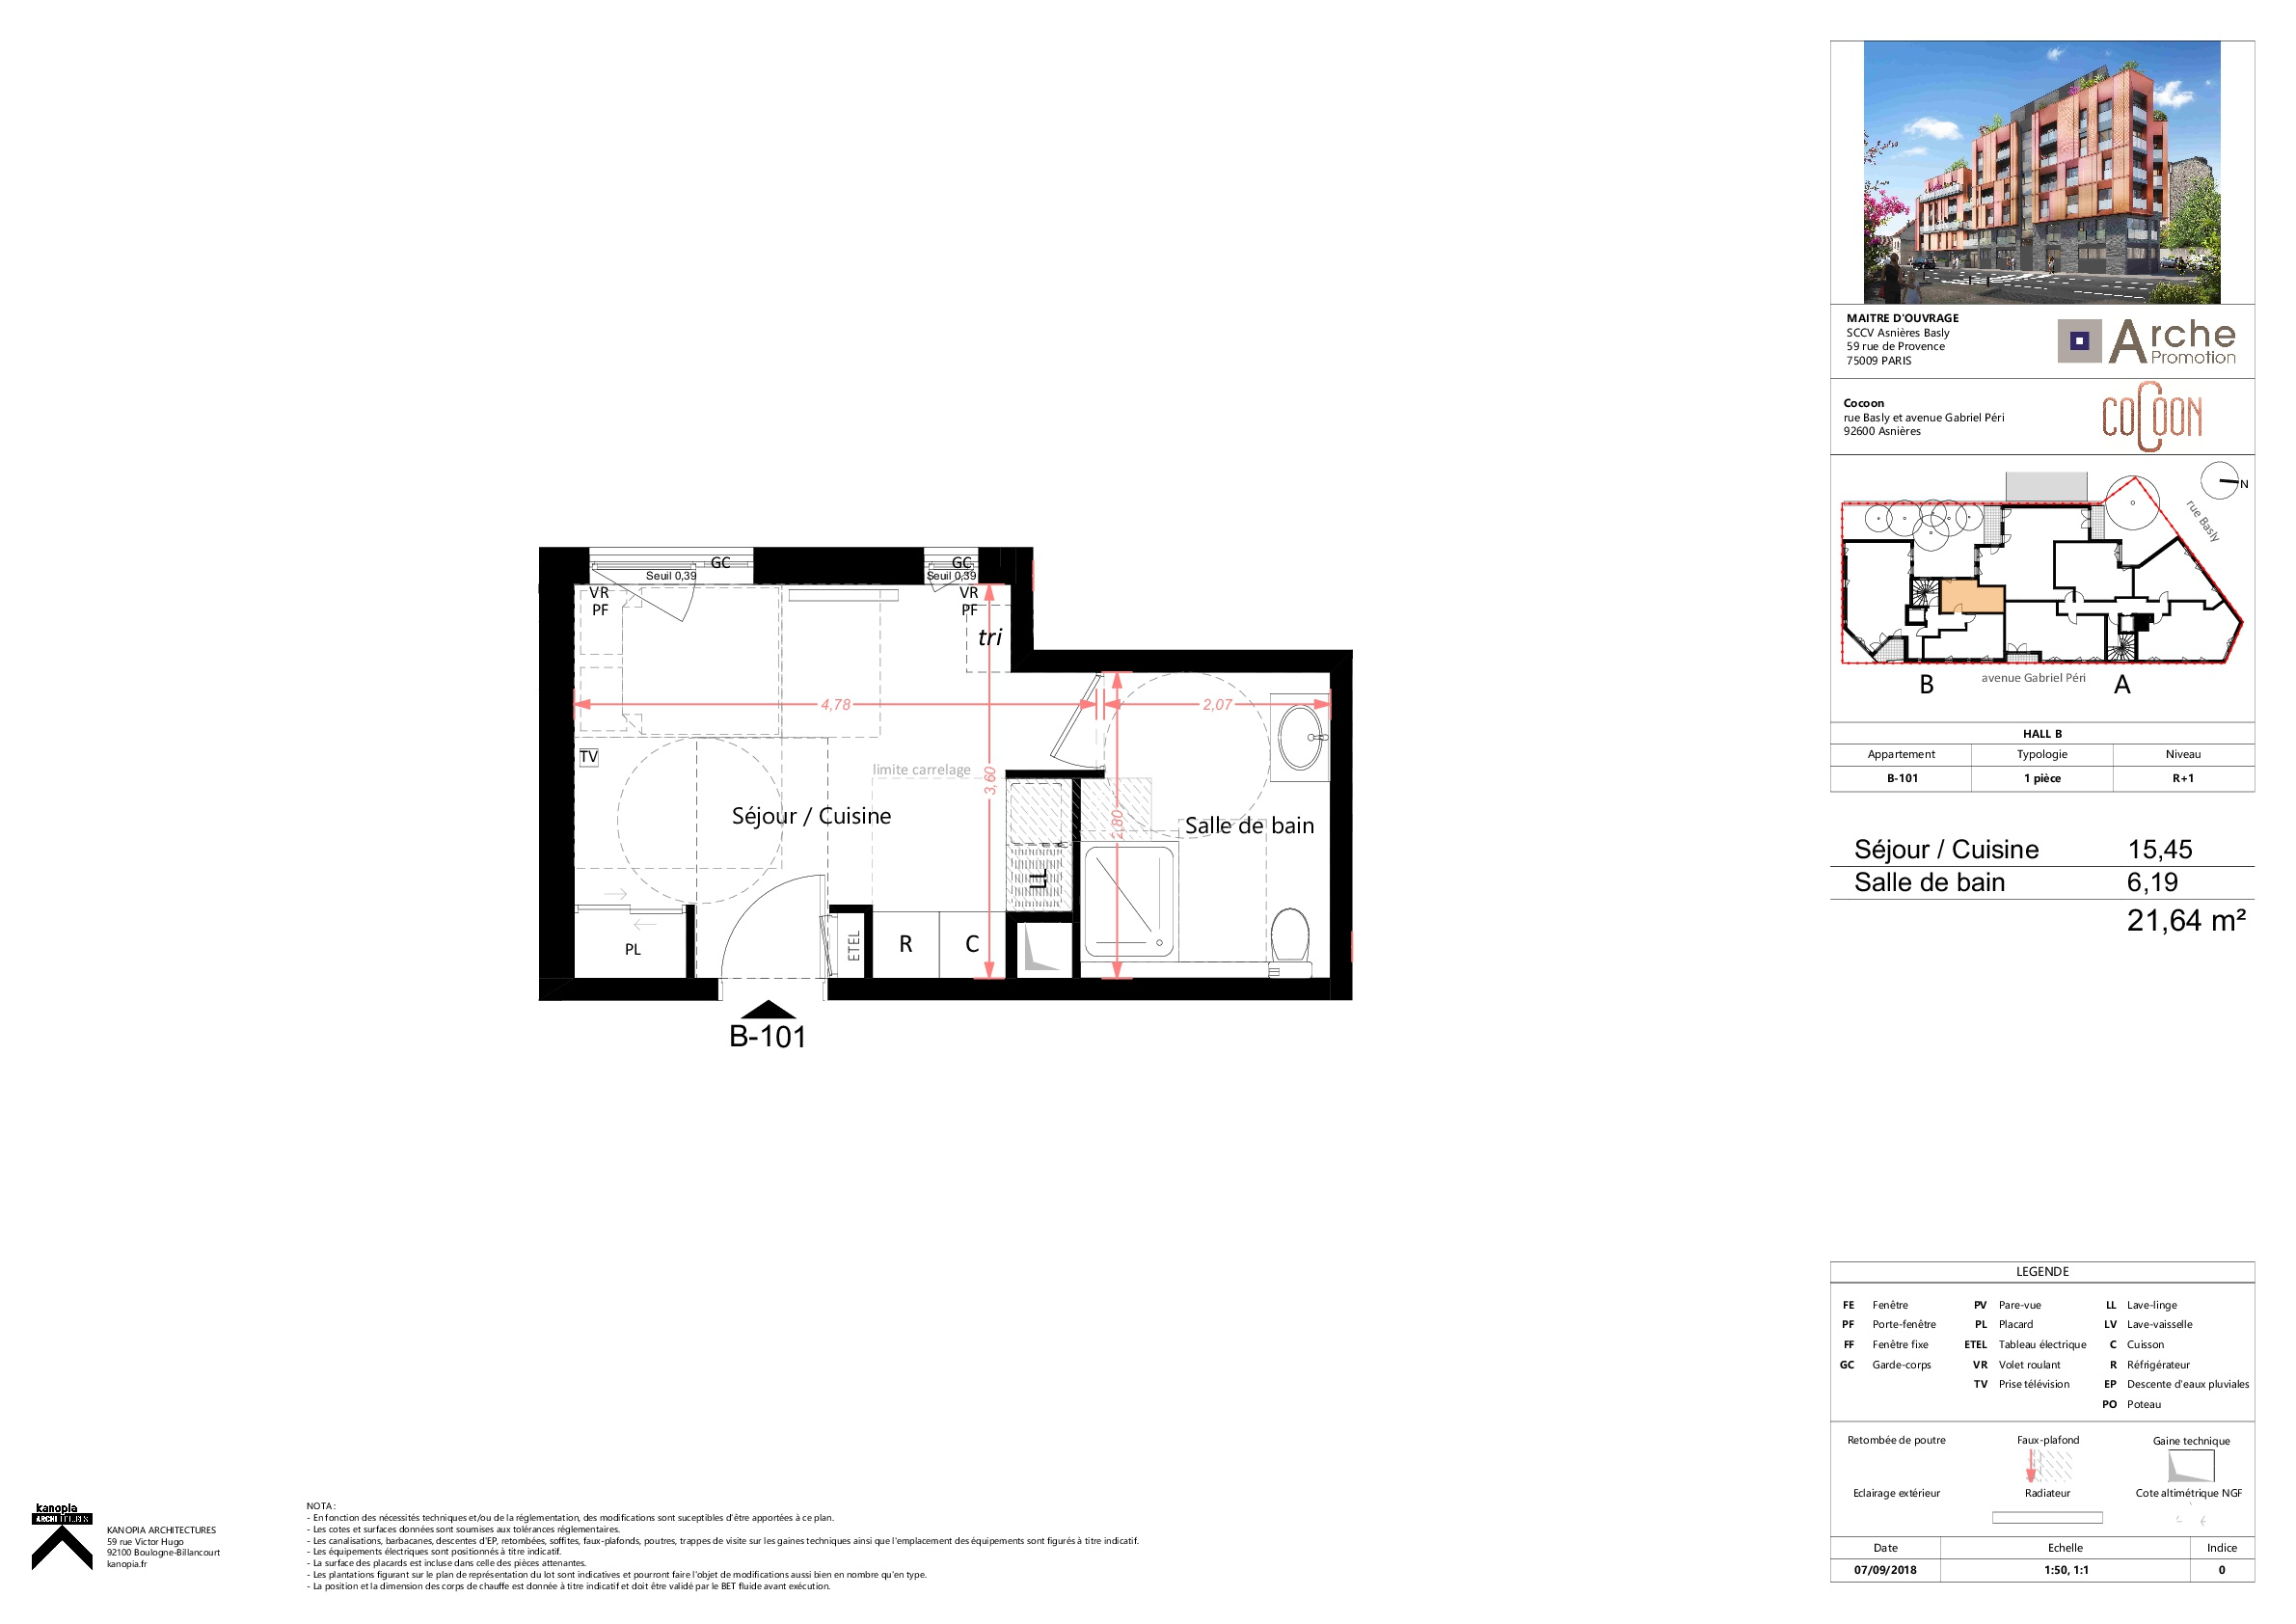 MAITRE D'OUVRAGE
SCCV Asnières Basly
59 rue de Provence
75009 PARIS
Arche
Promotion
Cocoon
rue Basly et avenue Gabriel Péri
92600 Asnières
COCOON
N
rue Basly
avenue Gabriel Péri
B
A
HALL B
Appartement Typologie Niveau
B-101 1 pièce R+1
Séjour / Cuisine 15,45
Salle de bain 6,19
21,64 m²
GC
GC
Seuil 0,39
Seuil 0,39
VR
PF
VR
PF
tri
4,78
2,07
TV
limite carrelage
3,60
2,80
Séjour / Cuisine
Salle de bain
LL
PL
ETEL
R
C
B-101
LEGENDE
FE Fenêtre
PF Porte-fenêtre
FF Fenêtre fixe
GC Garde-corps
PV Pare-vue
PL Placard
ETEL Tableau électrique
VR Volet roulant
TV Prise télévision
LL Lave-linge
LV Lave-vaisselle
C Cuisson
R Réfrigérateur
EP Descente d'eaux pluviales
PO Poteau
Retombée de poutre
Faux-plafond
Gaine technique
Eclairage extérieur
Radiateur
Cote altimétrique NGF
Date Echelle Indice
07/09/2018 1:50, 1:1 0
kanopia
ARCHITECTURES
KANOPIA ARCHITECTURES
59 rue Victor Hugo
92100 Boulogne-Billancourt
kanopia.fr
NOTA :
- En fonction des nécessités techniques et/ou de la réglementation, des modifications sont suceptibles d'être apportées à ce plan.
- Les cotes et surfaces données sont soumises aux tolérances réglementaires.
- Les canalisations, barbacanes, descentes d'EP, retombées, soffites, faux-plafonds, poutres, trappes de visite sur les gaines techniques ainsi que l'emplacement des équipements sont figurés à titre indicatif.
- Les équipements électriques sont positionnés à titre indicatif.
- La surface des placards est incluse dans celle des pièces attenantes.
- Les plantations figurant sur le plan de représentation du lot sont indicatives et pourront faire l'objet de modifications aussi bien en nombre qu'en type.
- La position et la dimension des corps de chauffe est donnée à titre indicatif et doit être validé par le BET fluide avant exécution.